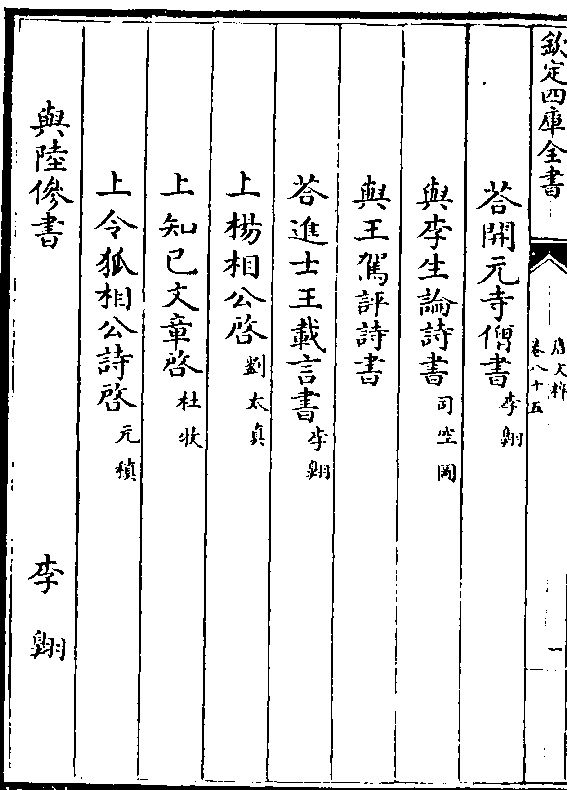 欽定四庫全書
唐文粹
卷八十五
一
荅開元寺僧書李翺
與李生論詩書司空圖
與王駕評詩書
荅進士王載言書李翺
上楊相公啓劉太真
上知己文章啓杜牧
上令狐相公詩啓元稹
與陸傪書 李翺